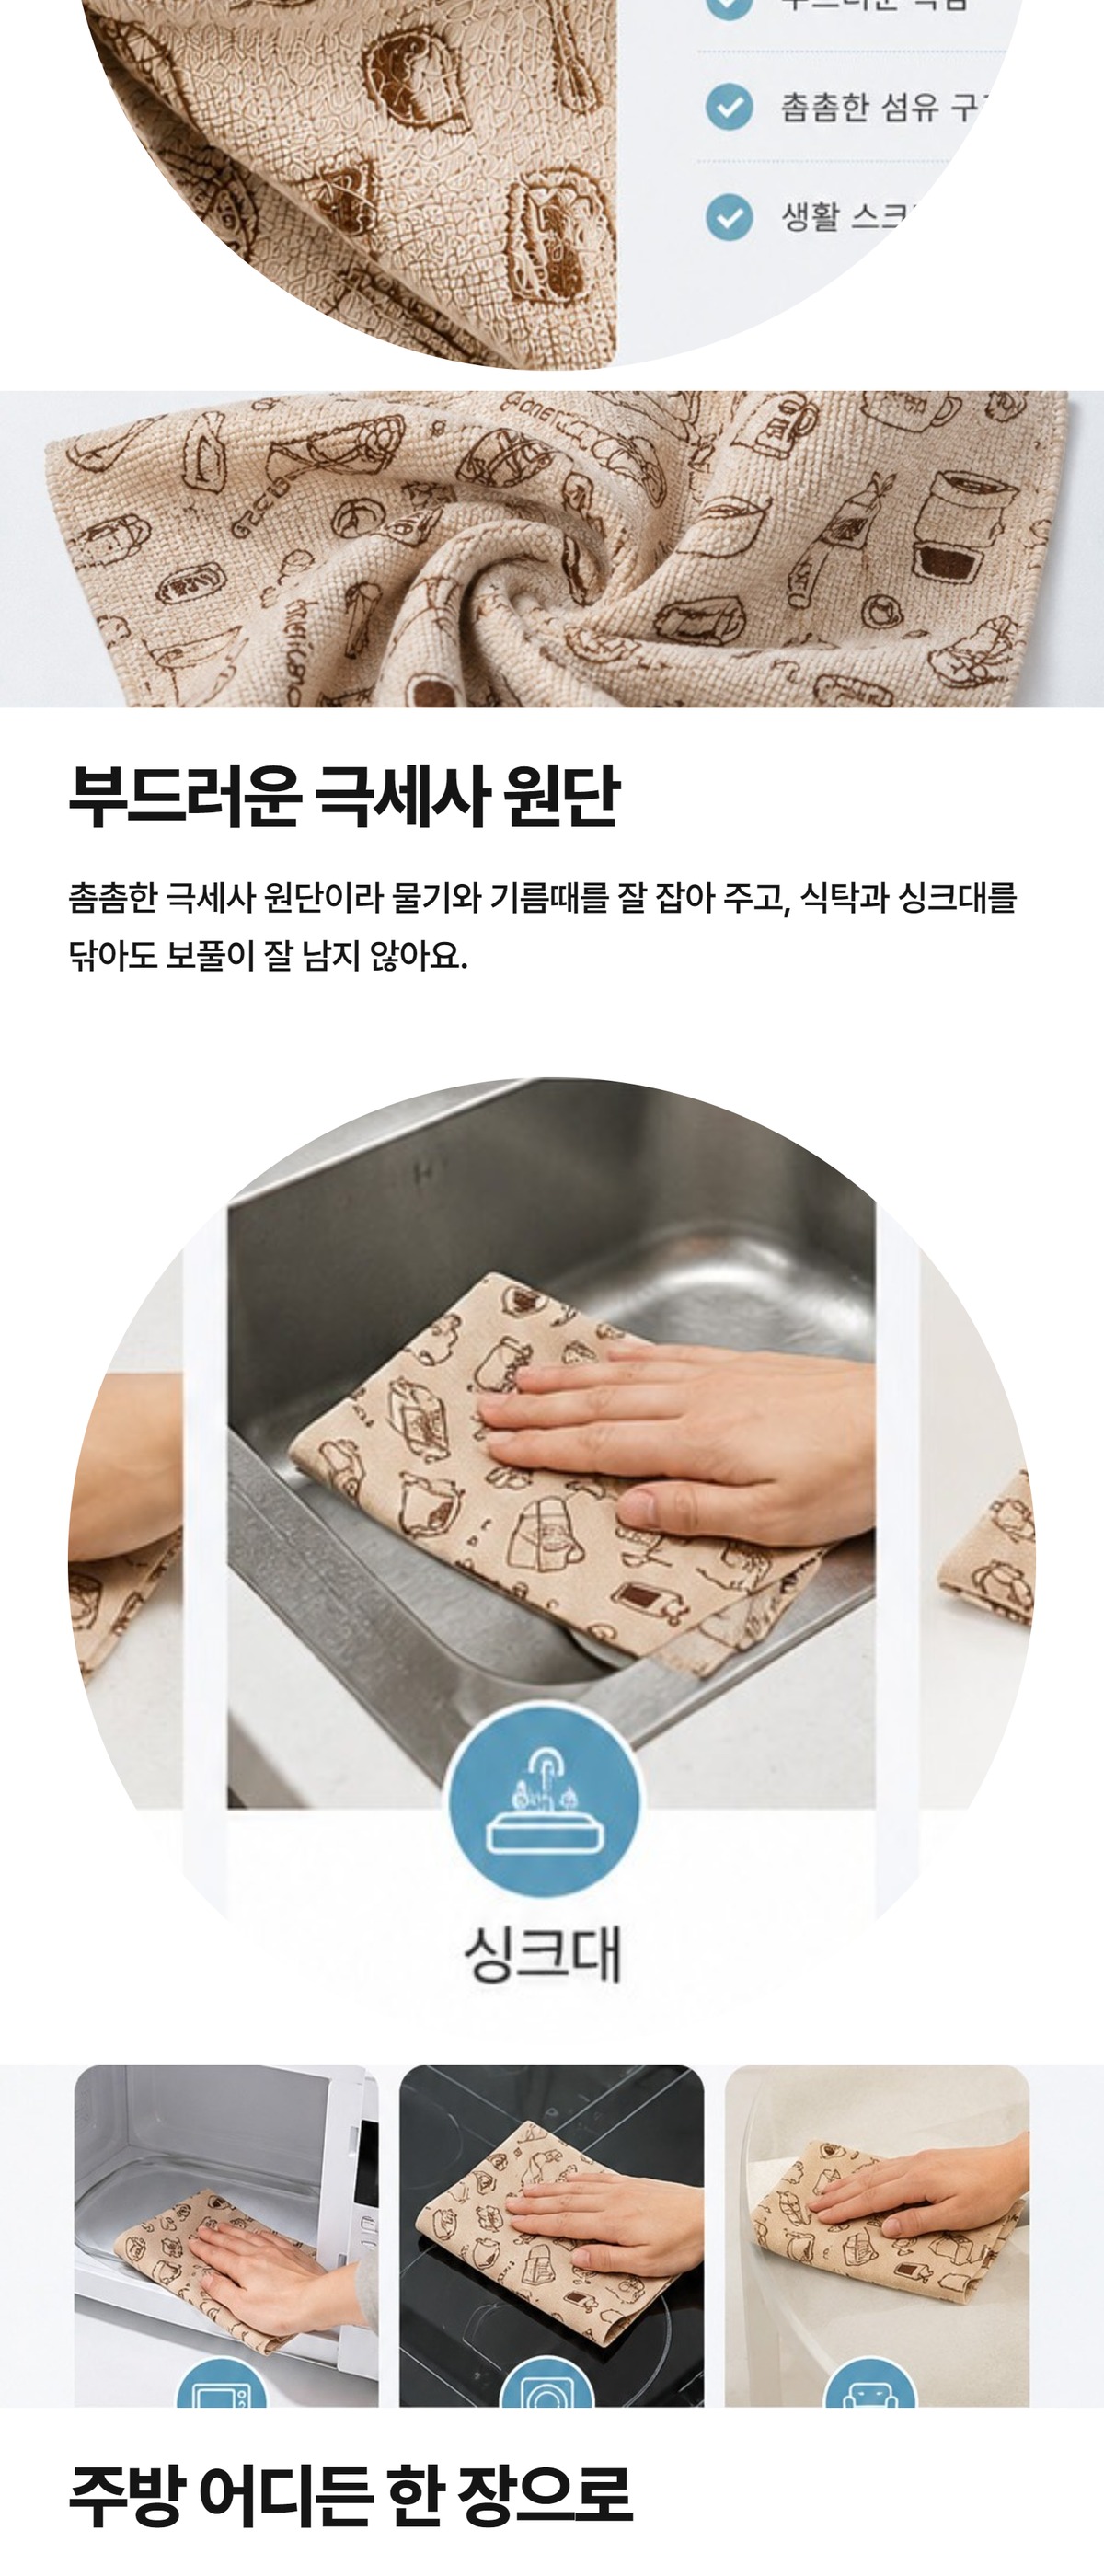 촘촘한 섬유
생활
부드러운 극세사 원단
촘촘한 극세사 원단이라 물기와 기름때를 잘 잡아 주고, 식탁과 싱크대를
닦아도 보풀이 잘 남지 않아요.
싱크대
주방 어디든 한 장으로